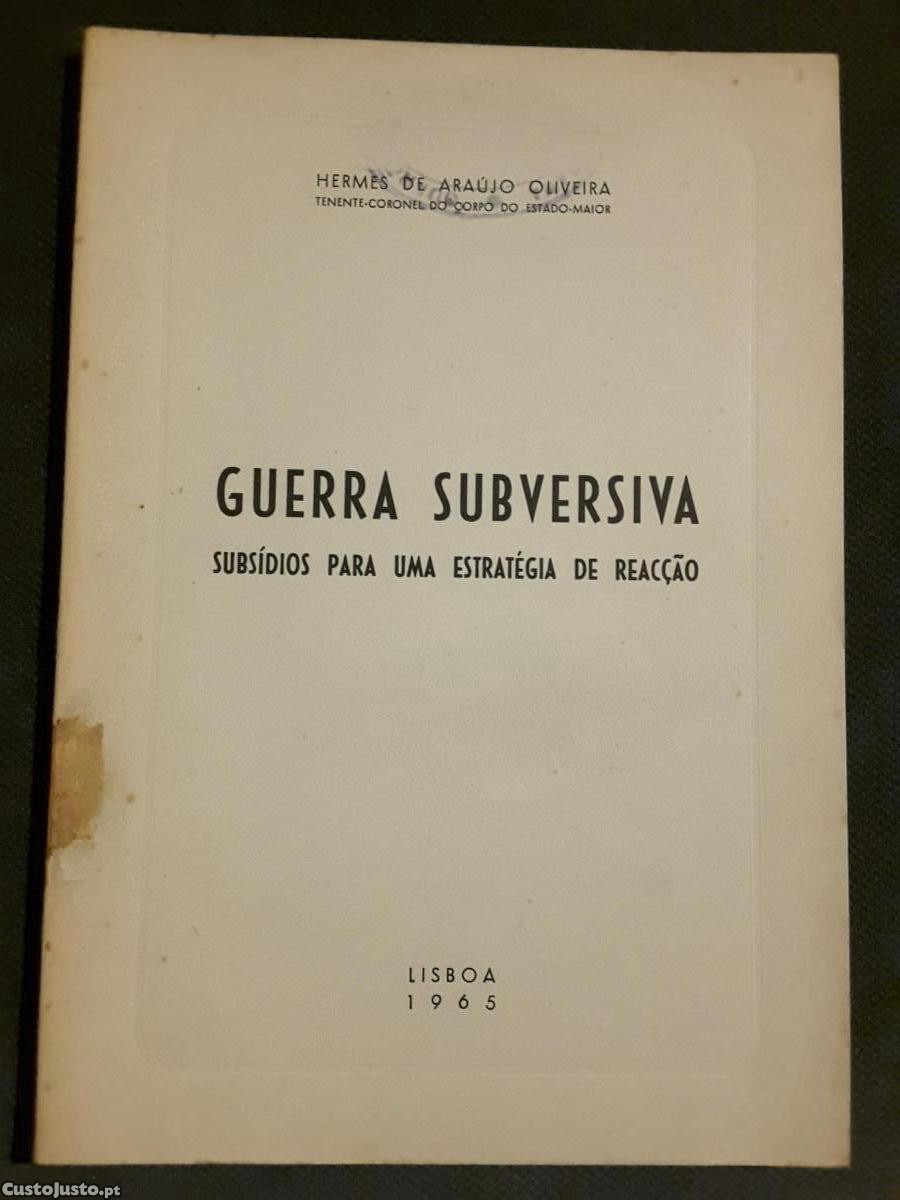 HERMES DE ARAÚJO OLIVEIRA
TENENTE-CORONEL DO CORPO DO ESTADO-MAIOR
GUERRA SUBVERSIVA
SUBSÍDIOS PARA UMA ESTRATÉGIA DE REACÇÃO
LISBOA
1965
CustoJusto.pt